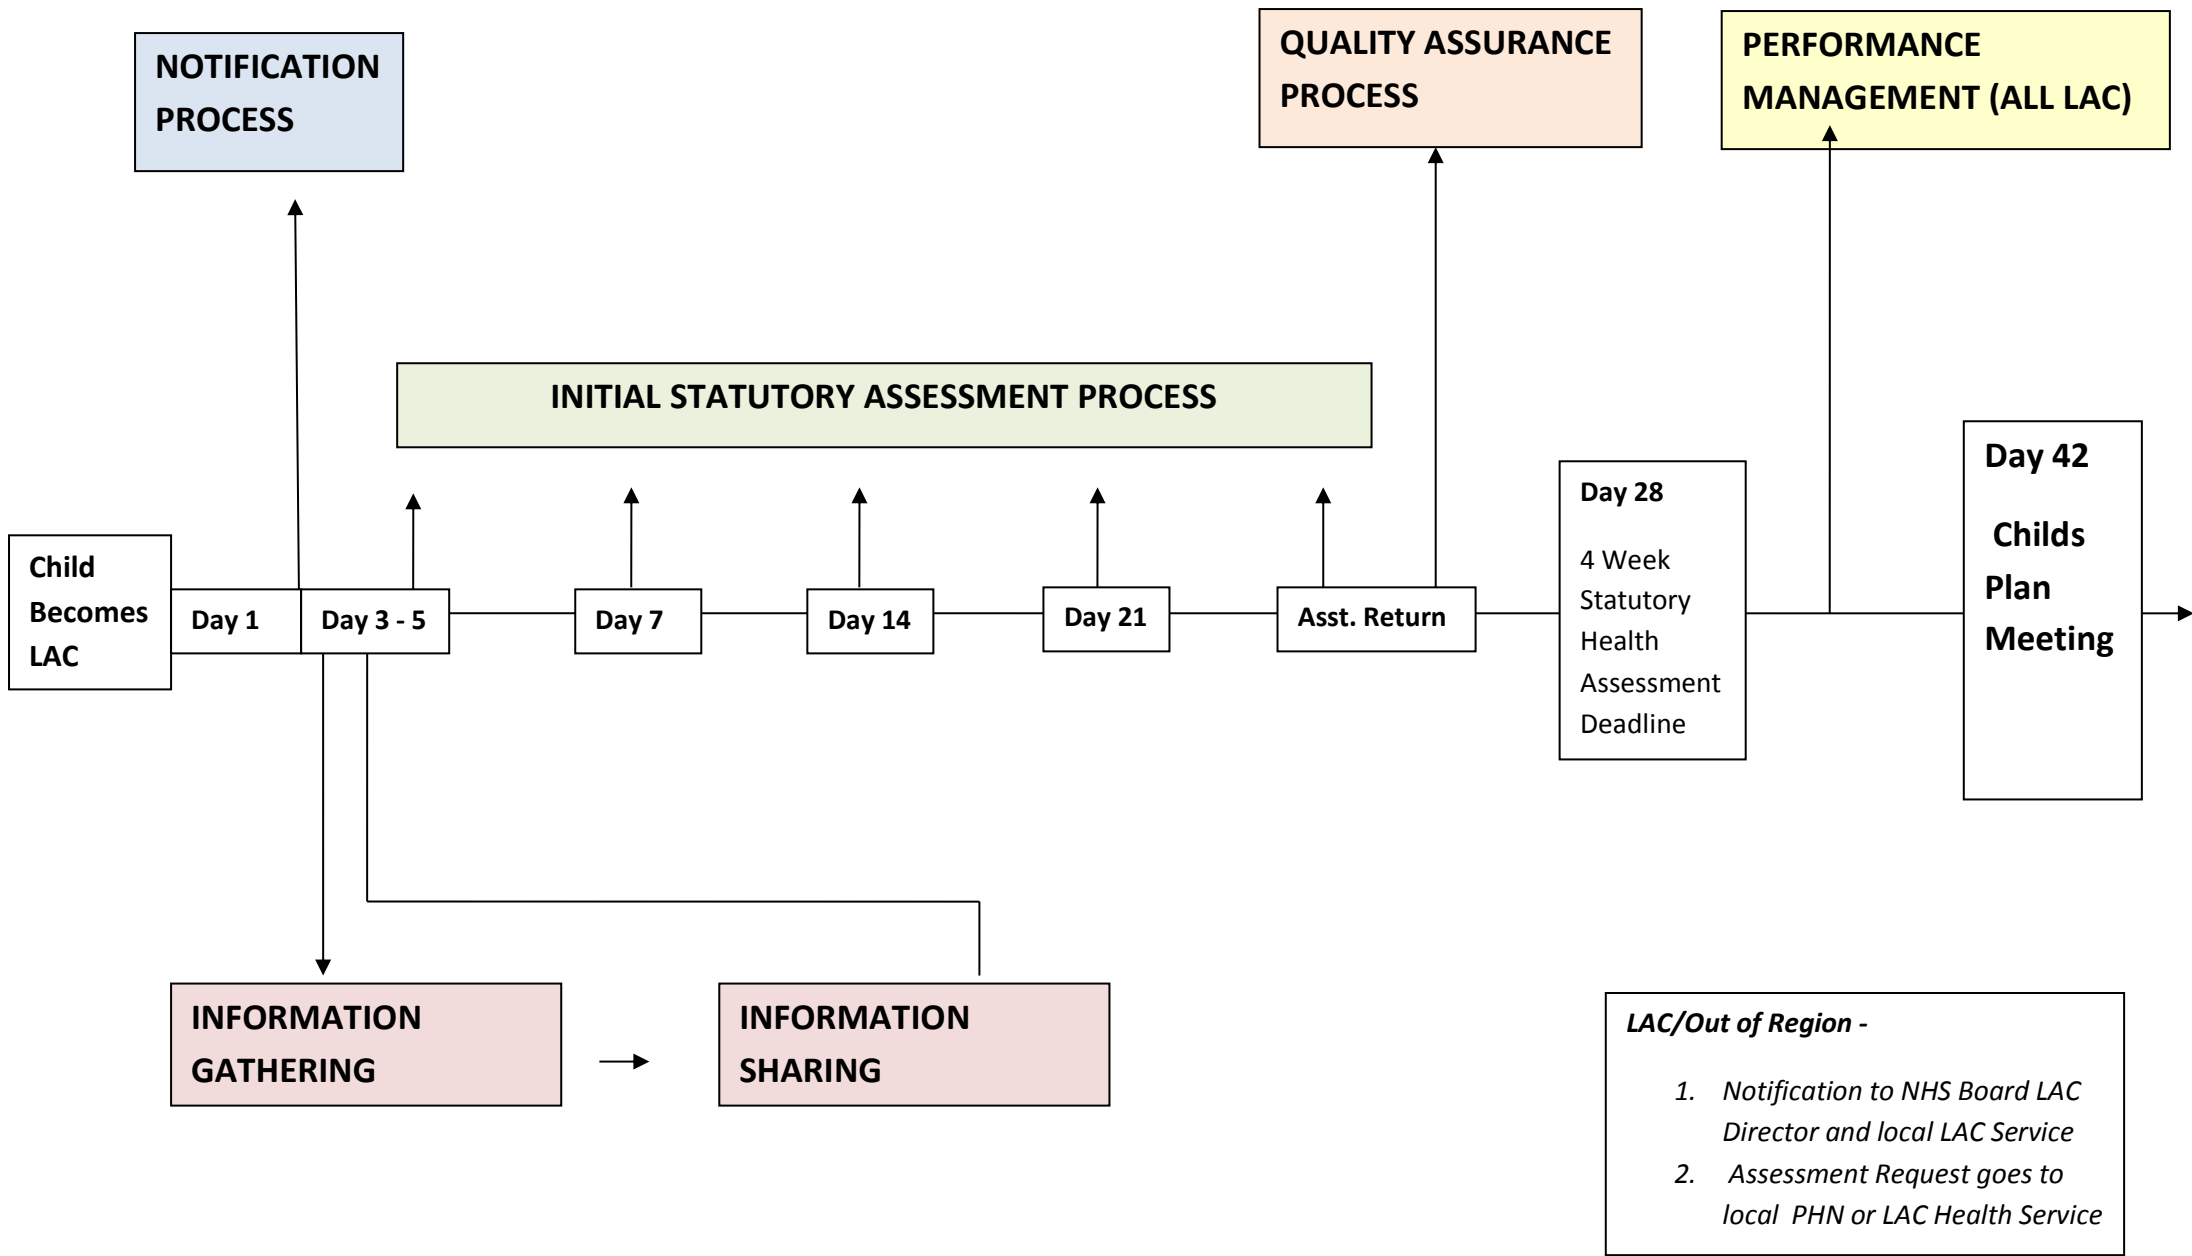 NOTIFICATION
PROCESS
QUALITY ASSURANCE
PROCESS
PERFORMANCE
MANAGEMENT (ALL LAC)
INITIAL STATUTORY ASSESSMENT PROCESS
Child
Becomes
LAC
Day 1
Day 3 - 5
Day 7
Day 14
Day 21
Asst. Return
Day 28
4 Week
Statutory
Health
Assessment
Deadline
Day 42
Childs
Plan
Meeting
INFORMATION
GATHERING
INFORMATION
SHARING
LAC/Out of Region -
1. Notification to NHS Board LAC
Director and local LAC Service
2. Assessment Request goes to
local PHN or LAC Health Service